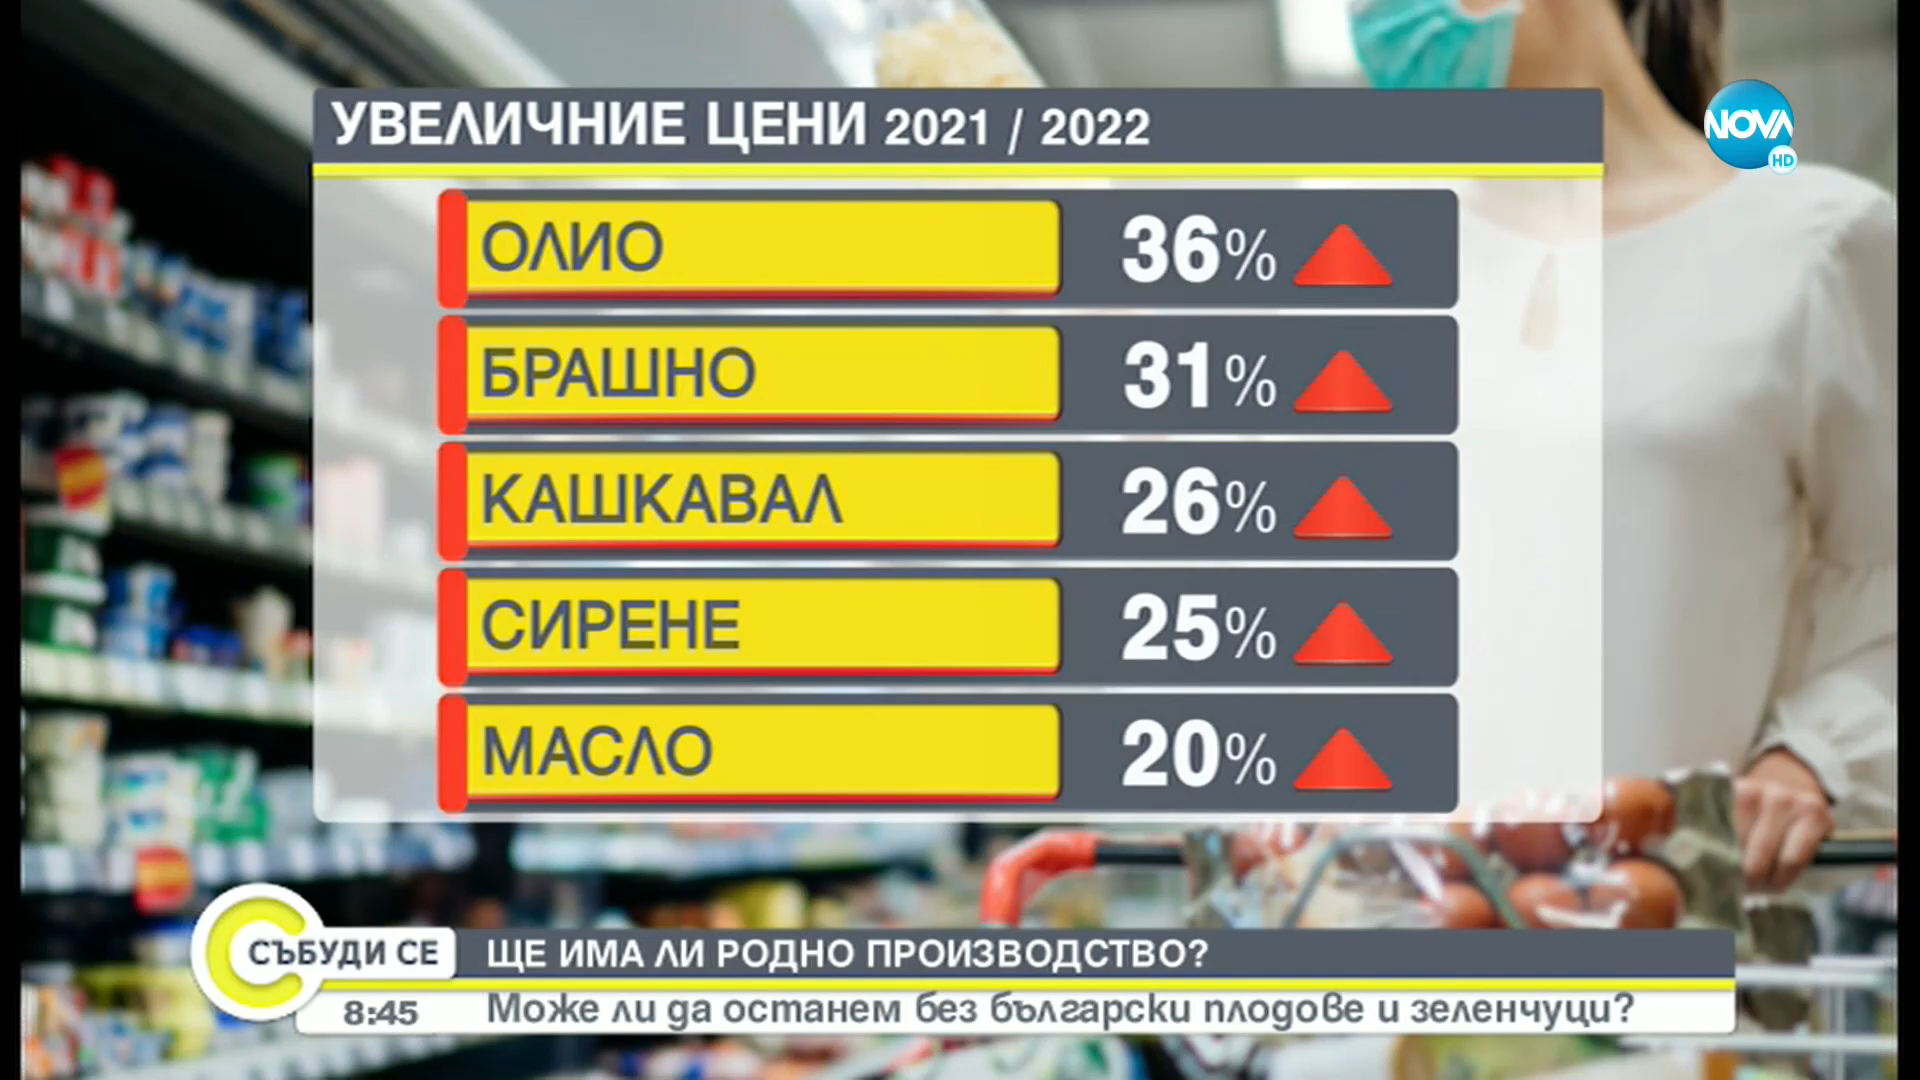 УВЕЛИЧНИЕ ЦЕНИ 2021 / 2022
NOVA
HD
ОЛИО 36%
БРАШНО 31%
КАШКАВАЛ 26%
СИРЕНЕ 25%
МАСЛО 20%
СЪБУДИ СЕ ЩЕ ИМА ЛИ РОДНО ПРОИЗВОДСТВО?
8:45 Може ли да останем без български плодове и зеленчуци?